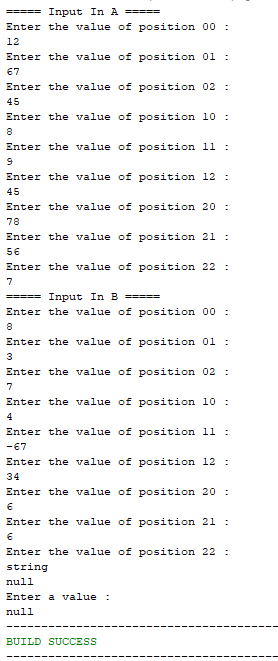 ===== Input In A =====
Enter the value of position 00 :
12
Enter the value of position 01 :
67
Enter the value of position 02 :
45
Enter the value of position 10 :
8
Enter the value of position 11 :
9
Enter the value of position 12 :
45
Enter the value of position 20 :
78
Enter the value of position 21 :
56
Enter the value of position 22 :
7
===== Input In B =====
Enter the value of position 00 :
8
Enter the value of position 01 :
3
Enter the value of position 02 :
7
Enter the value of position 10 :
4
Enter the value of position 11 :
-67
Enter the value of position 12 :
34
Enter the value of position 20 :
6
Enter the value of position 21 :
6
Enter the value of position 22 :
string
null
Enter a value :
null
---------------------------------------
BUILD SUCCESS
---------------------------------------